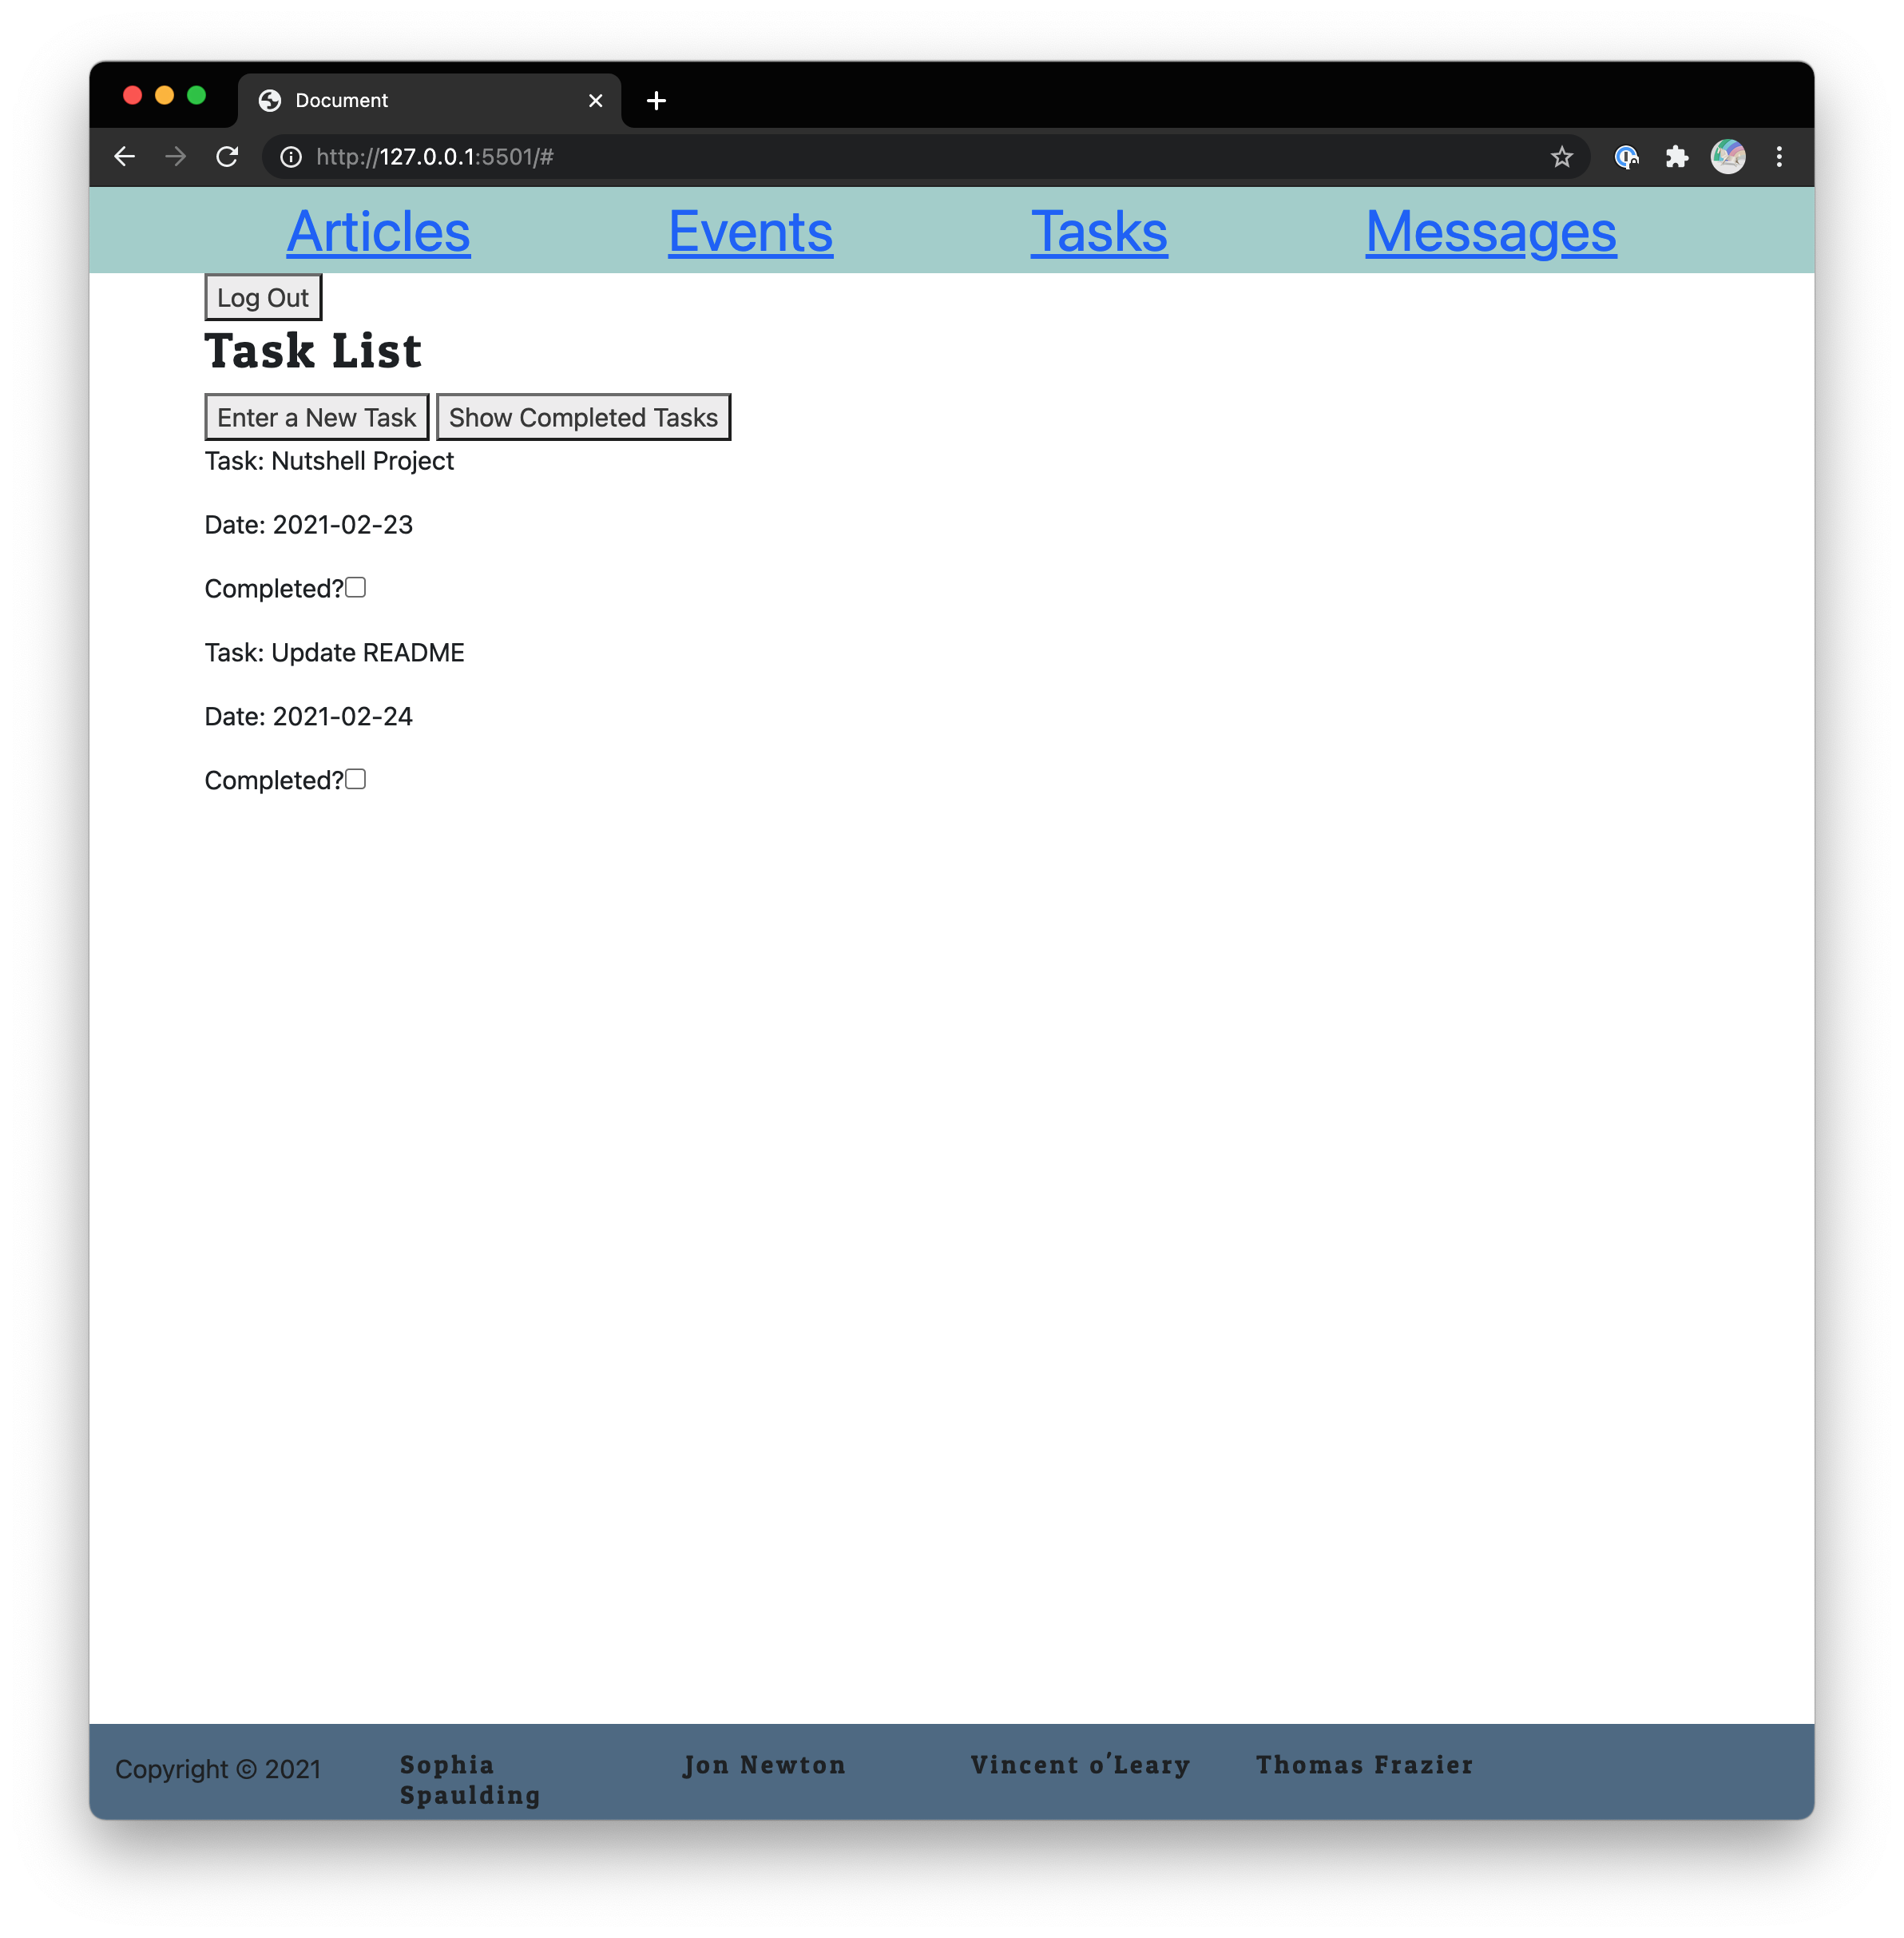 Document
http://127.0.0.1:5501/#
Articles Events Tasks Messages
Log Out
Task List
Enter a New Task Show Completed Tasks
Task: Nutshell Project
Date: 2021-02-23
Completed?
Task: Update README
Date: 2021-02-24
Completed?
Copyright © 2021 Sophia Spaulding Jon Newton Vincent o'Leary Thomas Frazier